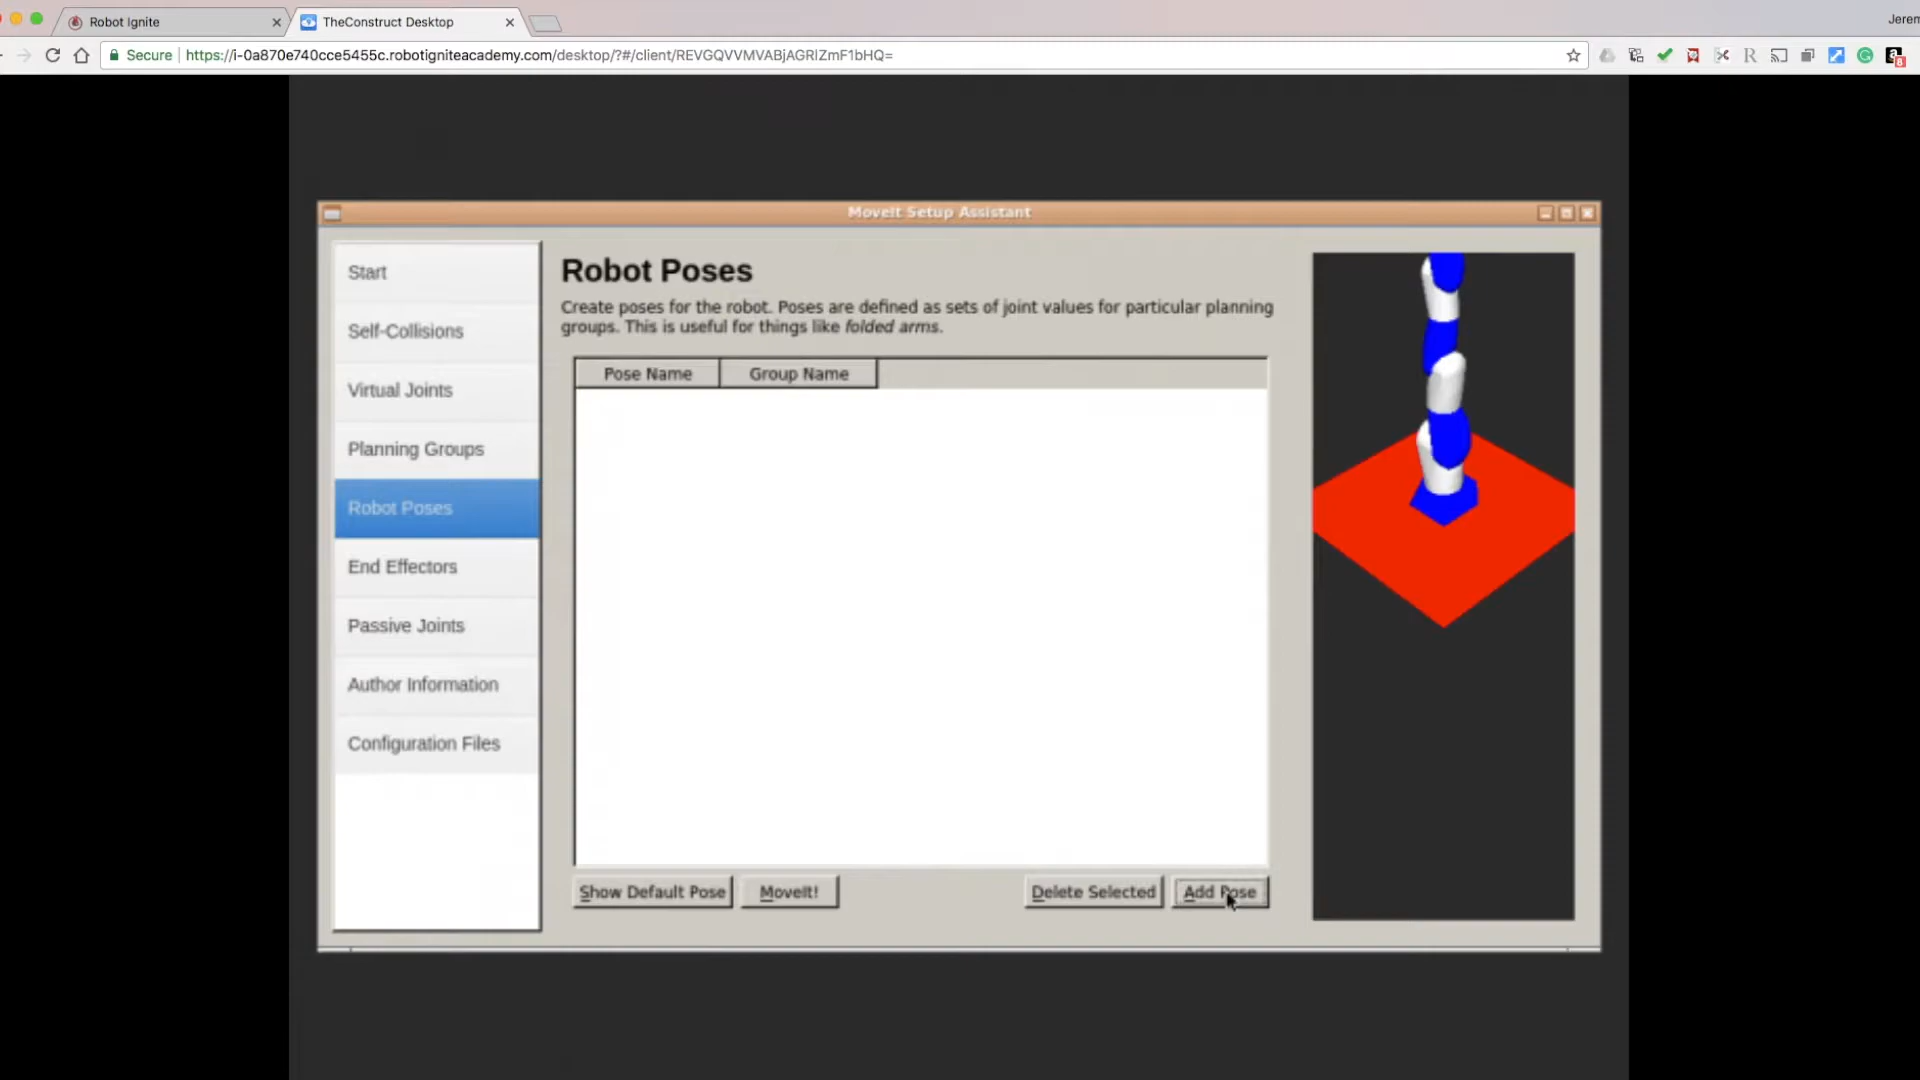 Robot Ignite
TheConstruct Desktop
Jerem
Secure
https://i-0a870e740cce5455c.robotigniteacademy.com/desktop/?#/client/REVGQVVMVABjAGRlZmF1bHQ=
R
8
MoveIt Setup Assistant
Start
Self-Collisions
Virtual Joints
Planning Groups
Robot Poses
End Effectors
Passive Joints
Author Information
Configuration Files
Robot Poses
Create poses for the robot. Poses are defined as sets of joint values for particular planning
groups. This is useful for things like folded arms.
Pose Name
Group Name
Show Default Pose
MoveIt!
Delete Selected
Add Pose